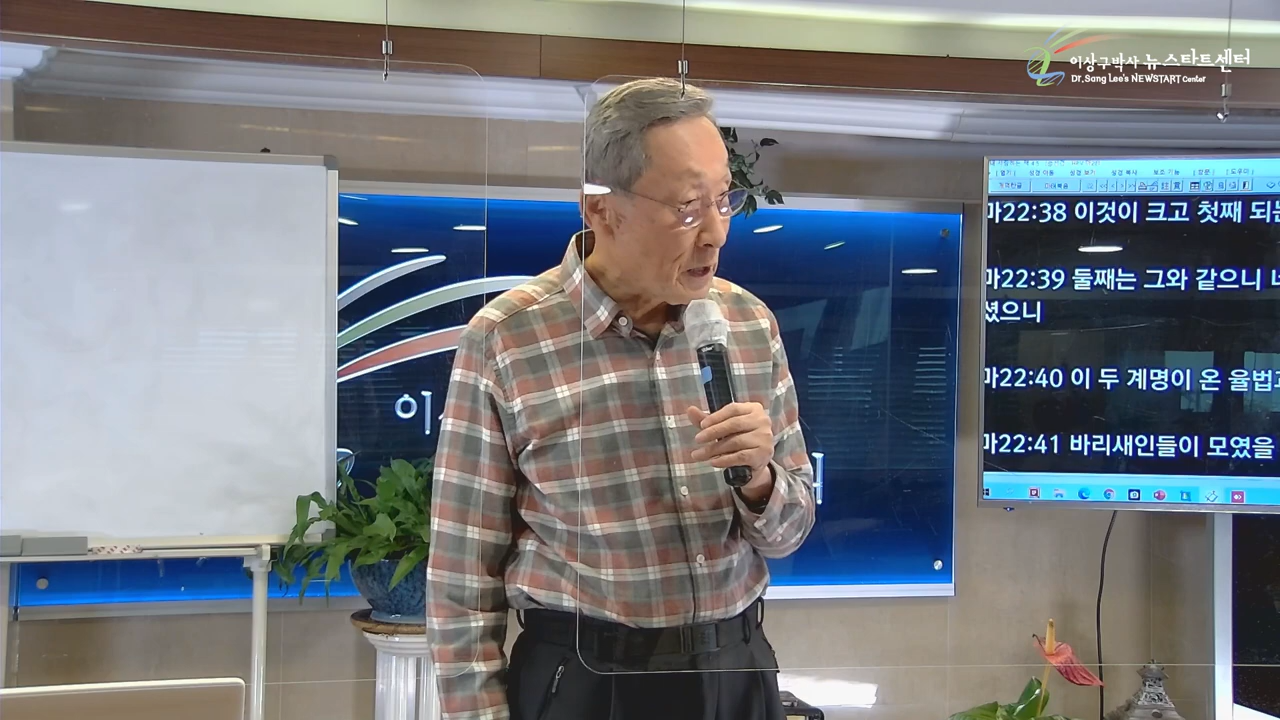 이상구박사 뉴스타트센터
Dr. Sang Lee's NEWSTART Center
마22:38 이것이 크고 첫째 되는
마22:39 둘째는 그와 같으니
셨으니
마22:40 이 두 계명이 온 율법과
마22:41 바리새인들이 모였을
이